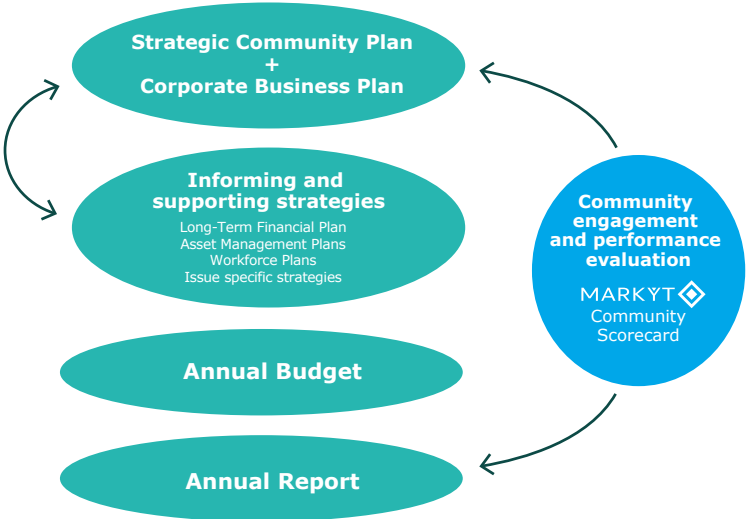 Strategic Community Plan
+
Corporate Business Plan
Informing and
supporting strategies
Long-Term Financial Plan
Asset Management Plans
Workforce Plans
Issue specific strategies
Annual Budget
Annual Report
Community
engagement
and performance
evaluation
MARKYT
Community
Scorecard